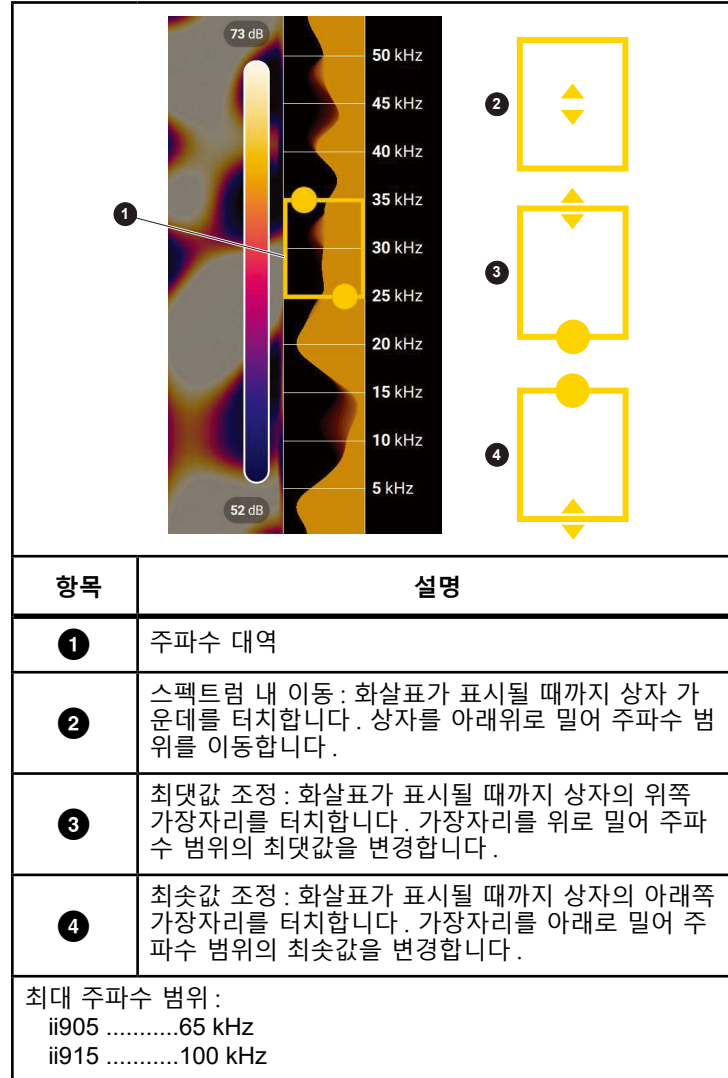 73 dB
50 kHz
45 kHz
40 kHz
35 kHz
30 kHz
25 kHz
20 kHz
15 kHz
10 kHz
5 kHz
52 dB
1
2
3
4
항목 설명
1 주파수 대역
2 스펙트럼 내 이동 : 화살표가 표시될 때까지 상자 가
운데를 터치합니다 . 상자를 아래위로 밀어 주파수 범
위를 이동합니다 .
3 최댓값 조정 : 화살표가 표시될 때까지 상자의 위쪽
가장자리를 터치합니다 . 가장자리를 위로 밀어 주파
수 범위의 최댓값을 변경합니다 .
4 최솟값 조정 : 화살표가 표시될 때까지 상자의 아래쪽
가장자리를 터치합니다 . 가장자리를 아래로 밀어 주
파수 범위의 최솟값을 변경합니다 .
최대 주파수 범위 :
ii905 ...........65 kHz
ii915 ...........100 kHz